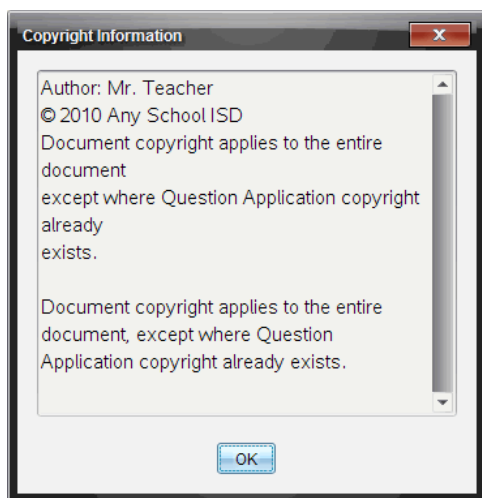 Copyright Information
Author: Mr. Teacher
© 2010 Any School ISD
Document copyright applies to the entire
document
except where Question Application copyright
already
exists.
Document copyright applies to the entire
document, except where Question
Application copyright already exists.
OK